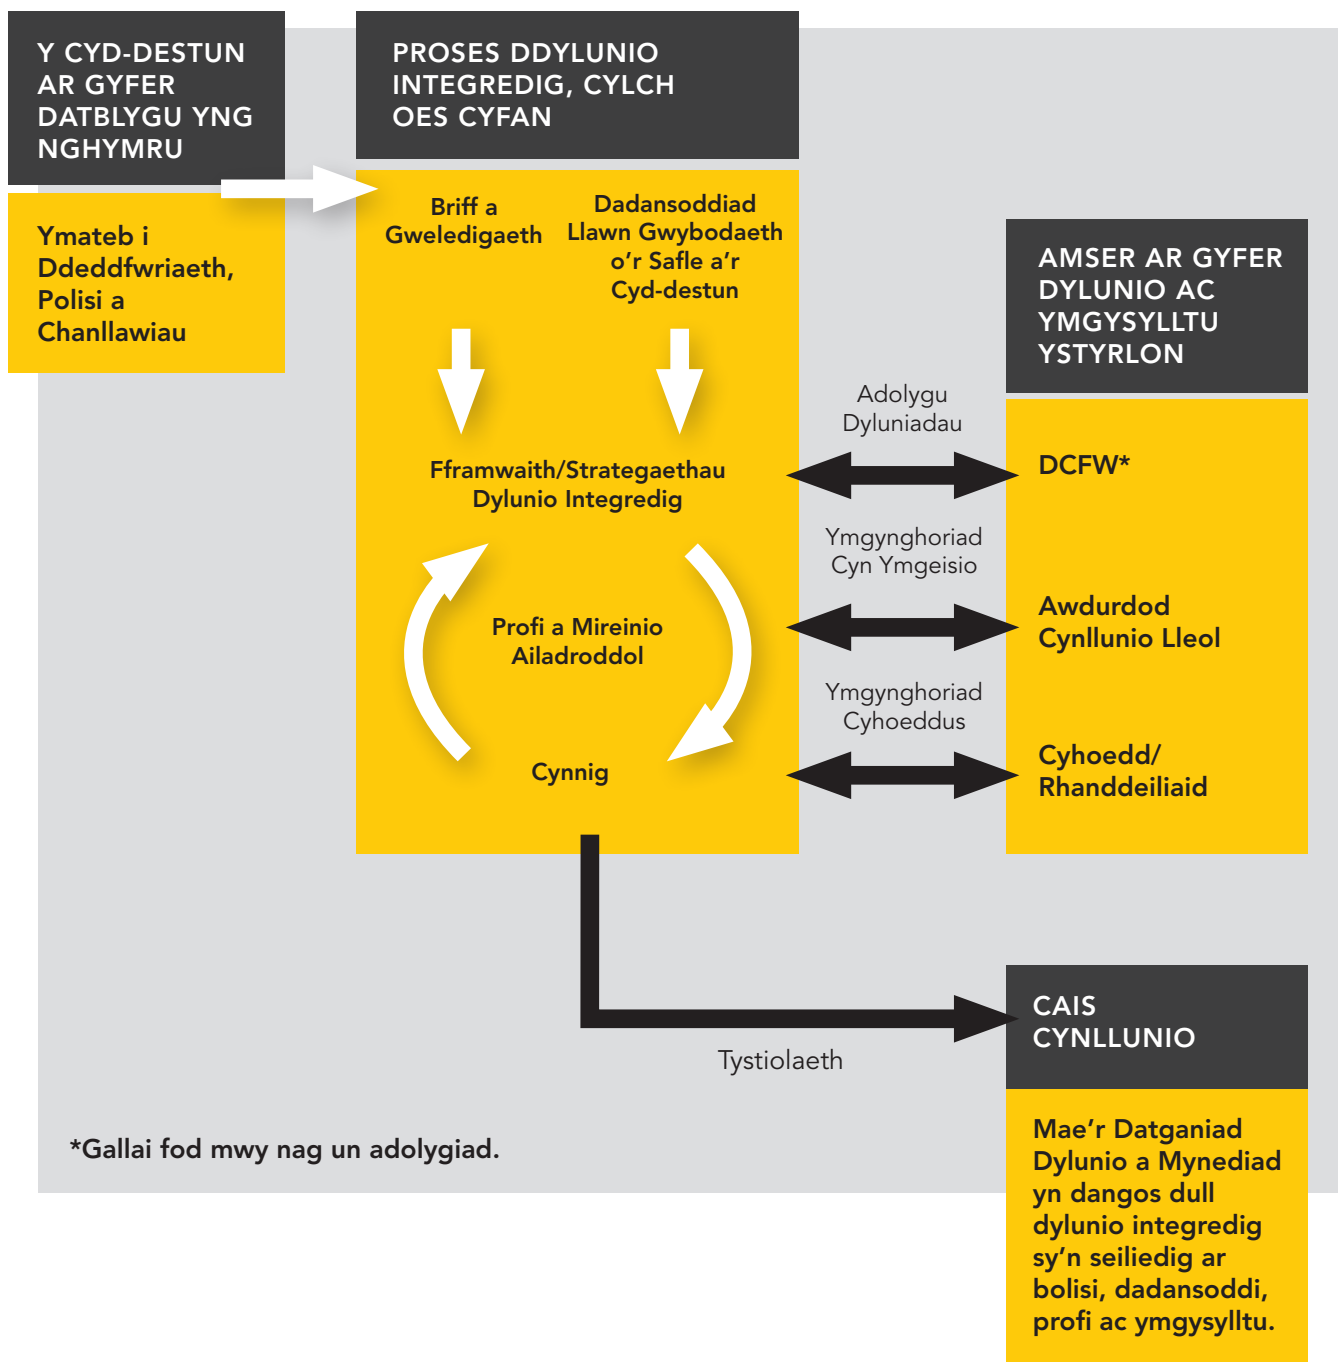 Y CYD-DESTUN
AR GYFER
DATBLYGU YNG
NGHYMRU
Ymateb i
Ddeddfwriaeth,
Polisi a
Chanllawiau
PROSES DDYLUNIO
INTEGREDIG, CYLCH
OES CYFAN
Briff a
Gweledigaeth
Dadansoddiad
Llawn Gwybodaeth
o'r Safle a'r
Cyd-destun
Fframwaith/Strategaethau
Dylunio Integredig
Profi a Mireinio
Ailadroddol
Cynnig
Adolygu
Dyluniadau
Ymgynghoriad
Cyn Ymgeisio
Ymgynghoriad
Cyhoeddus
AMSER AR GYFER
DYLUNIO AC
YMGYSYLLTU
YSTYRLON
DCFW*
Awdurdod
Cynllunio Lleol
Cyhoedd/
Rhanddeiliaid
Tystiolaeth
CAIS
CYNLLUNIO
Mae'r Datganiad
Dylunio a Mynediad
yn dangos dull
dylunio integredig
sy'n seiliedig ar
bolisi, dadansoddi,
profi ac ymgysylltu.
*Gallai fod mwy nag un adolygiad.